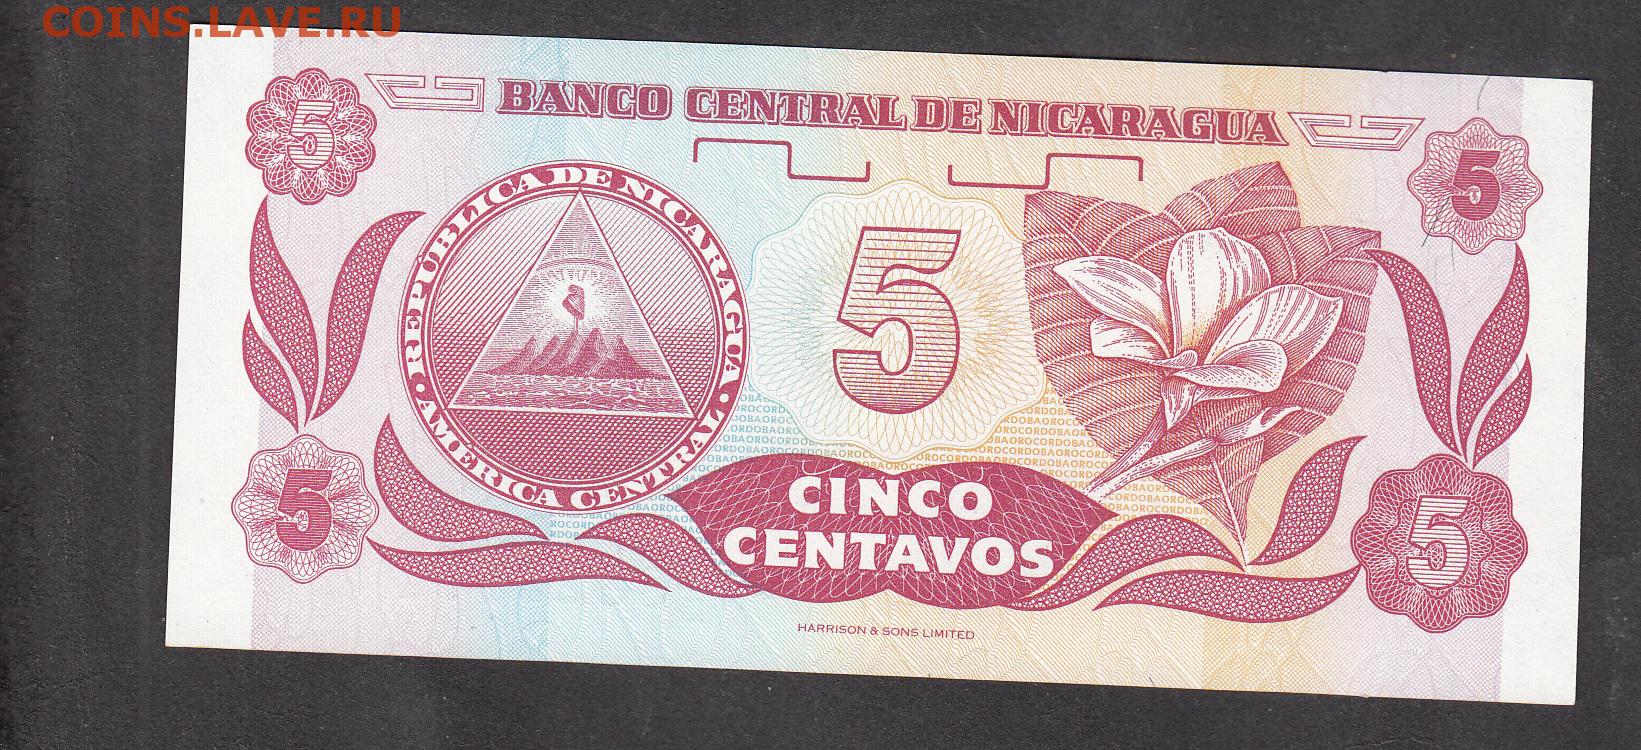 COINS.LAVE.RU
BANCO CENTRAL DE NICARAGUA
5
5
REPUBLICA DE NICARAGUA
AMÉRICA CENTRAL
5
5
5
CINCO
CENTAVOS
HARRISON & SONS LIMITED